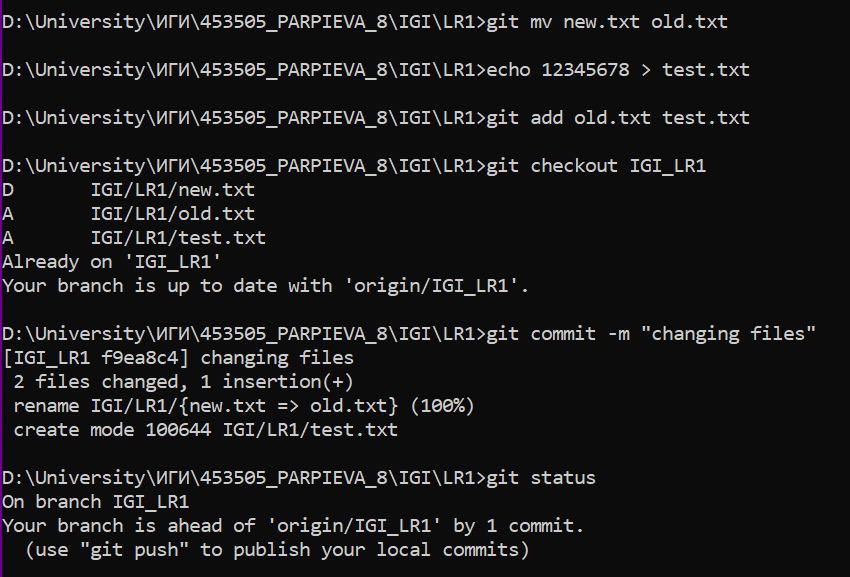 D:\University\ИГИ\453505_PARPIEVA_8\IGI\LR1>git mv new.txt old.txt
D:\University\ИГИ\453505_PARPIEVA_8\IGI\LR1>echo 12345678 > test.txt
D:\University\ИГИ\453505_PARPIEVA_8\IGI\LR1>git add old.txt test.txt
D:\University\ИГИ\453505_PARPIEVA_8\IGI\LR1>git checkout IGI_LR1
D       IGI/LR1/new.txt
A       IGI/LR1/old.txt
A       IGI/LR1/test.txt
Already on 'IGI_LR1'
Your branch is up to date with 'origin/IGI_LR1'.
D:\University\ИГИ\453505_PARPIEVA_8\IGI\LR1>git commit -m "changing files"
[IGI_LR1 f9ea8c4] changing files
 2 files changed, 1 insertion(+)
 rename IGI/LR1/{new.txt => old.txt} (100%)
 create mode 100644 IGI/LR1/test.txt
D:\University\ИГИ\453505_PARPIEVA_8\IGI\LR1>git status
On branch IGI_LR1
Your branch is ahead of 'origin/IGI_LR1' by 1 commit.
  (use "git push" to publish your local commits)